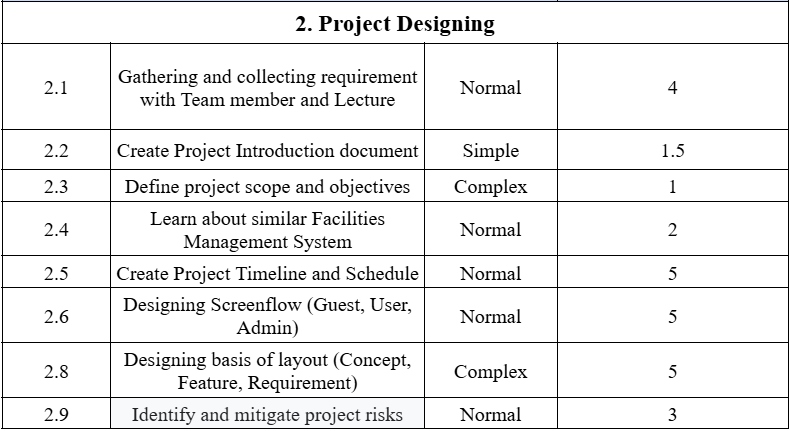 2. Project Designing
2.1
Gathering and collecting requirement
with Team member and Lecture
Normal
4
2.2
Create Project Introduction document
Simple
1.5
2.3
Define project scope and objectives
Complex
1
2.4
Learn about similar Facilities
Management System
Normal
2
2.5
Create Project Timeline and Schedule
Normal
5
2.6
Designing Screenflow (Guest, User,
Admin)
Normal
5
2.8
Designing basis of layout (Concept,
Feature, Requirement)
Complex
5
2.9
Identify and mitigate project risks
Normal
3